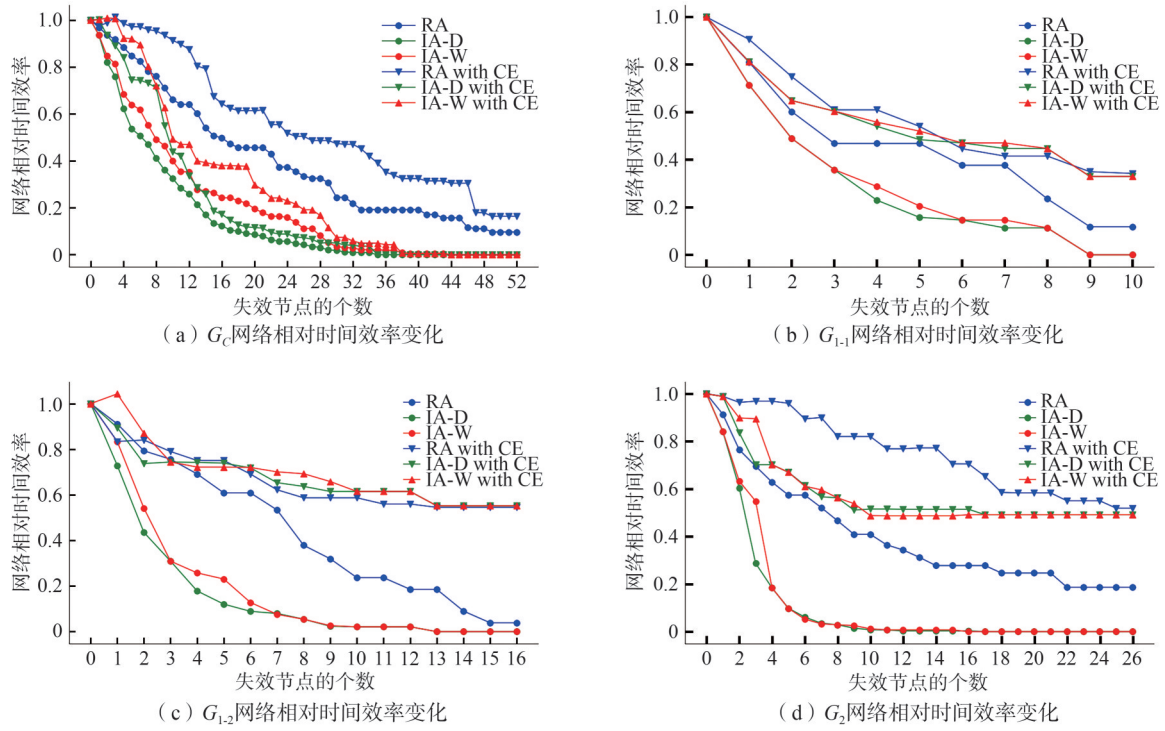 网络相对时间效率
1.0
0.8
0.6
0.4
0.2
0
0 4 8 12 16 20 24 28 32 36 40 44 48 52
失效节点的个数
RA
IA-D
IA-W
RA with CE
IA-D with CE
IA-W with CE
(a) G_C网络相对时间效率变化
网络相对时间效率
1.0
0.8
0.6
0.4
0.2
0
0 1 2 3 4 5 6 7 8 9 10
失效节点的个数
RA
IA-D
IA-W
RA with CE
IA-D with CE
IA-W with CE
(b) G_1-1网络相对时间效率变化
网络相对时间效率
1.0
0.8
0.6
0.4
0.2
0
0 1 2 3 4 5 6 7 8 9 10 11 12 13 14 15 16
失效节点的个数
RA
IA-D
IA-W
RA with CE
IA-D with CE
IA-W with CE
(c) G_1-2网络相对时间效率变化
网络相对时间效率
1.0
0.8
0.6
0.4
0.2
0
0 2 4 6 8 10 12 14 16 18 20 22 24 26
失效节点的个数
RA
IA-D
IA-W
RA with CE
IA-D with CE
IA-W with CE
(d) G_2网络相对时间效率变化